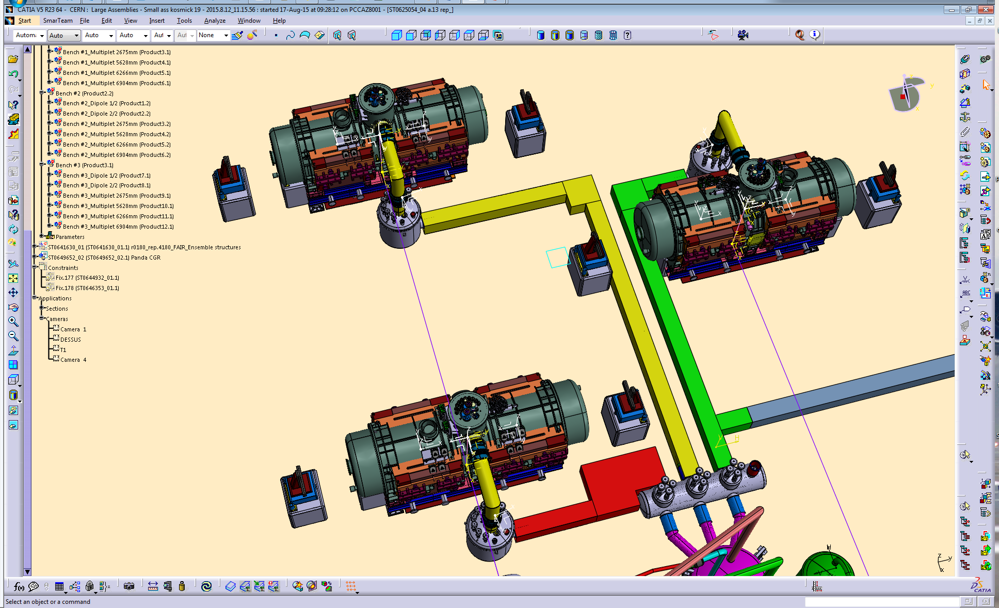 CATIA V5 R23 64 - CERN : Large Assemblies - Small ass kosmick 19 - 2015.8.12_11.15.56 : started 17-Aug-15 at 09:28:12 on PCCAZ8001 - [ST0625054_04 a.13 rep_]
Start SmarTeam File Edit View Insert Tools Analyze Window Help
Automa Auto Auto Auto Aut Aut None
Bench #1_Multiplet 2675mm (Product3.1)
Bench #1_Multiplet 5628mm (Product4.1)
Bench #1_Multiplet 6266mm (Product5.1)
Bench #1_Multiplet 6904mm (Product6.1)
Bench #2 (Product2.2)
Bench #2_Dipole 1/2 (Product1.2)
Bench #2_Dipole 2/2 (Product2.2)
Bench #2_Multiplet 2675mm (Product3.2)
Bench #2_Multiplet 5628mm (Product4.2)
Bench #2_Multiplet 6266mm (Product5.2)
Bench #2_Multiplet 6904mm (Product6.2)
Bench #3 (Product3.1)
Bench #3_Dipole 1/2 (Product7.1)
Bench #3_Dipole 2/2 (Product8.1)
Bench #3_Multiplet 2675mm (Product9.1)
Bench #3_Multiplet 5628mm (Product10.1)
Bench #3_Multiplet 6266mm (Product11.1)
Bench #3_Multiplet 6904mm (Product12.1)
Parameters
ST0641630_01 (ST0641630_01.1) r0180_rep.4180_FAIR_Ensemble structures
ST0649652_02 (ST0649652_02.1) Panda CGR
Constraints
Fix.177 (ST0644932_01.1)
Fix.178 (ST0646353_01.1)
Applications
Sections
Cameras
Camera 1
DESSUS
T1
Camera 4
ABC
H
H
z
y
x
f(x)
CATIA
Select an object or a command